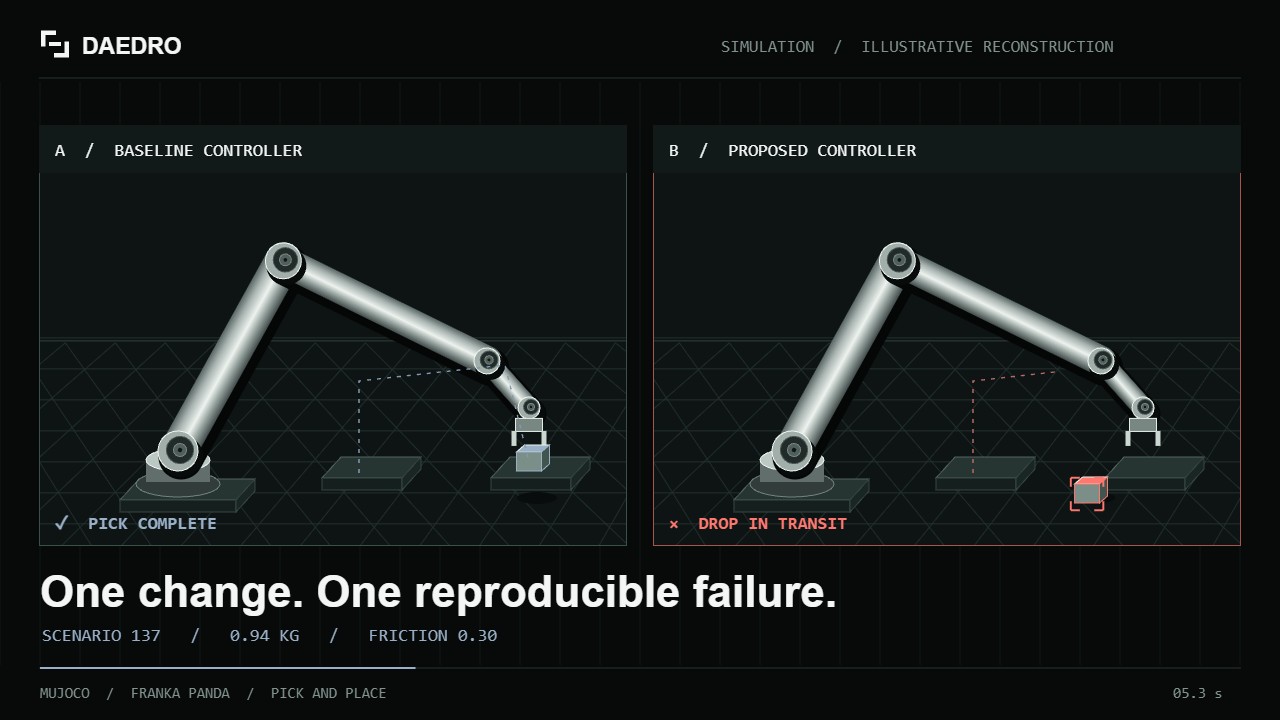 DAEDRO
SIMULATION / ILLUSTRATIVE RECONSTRUCTION
A / BASELINE CONTROLLER
B / PROPOSED CONTROLLER
✓ PICK COMPLETE
× DROP IN TRANSIT
One change. One reproducible failure.
SCENARIO 137 / 0.94 KG / FRICTION 0.30
MUJOCO / FRANKA PANDA / PICK AND PLACE
05.3 s